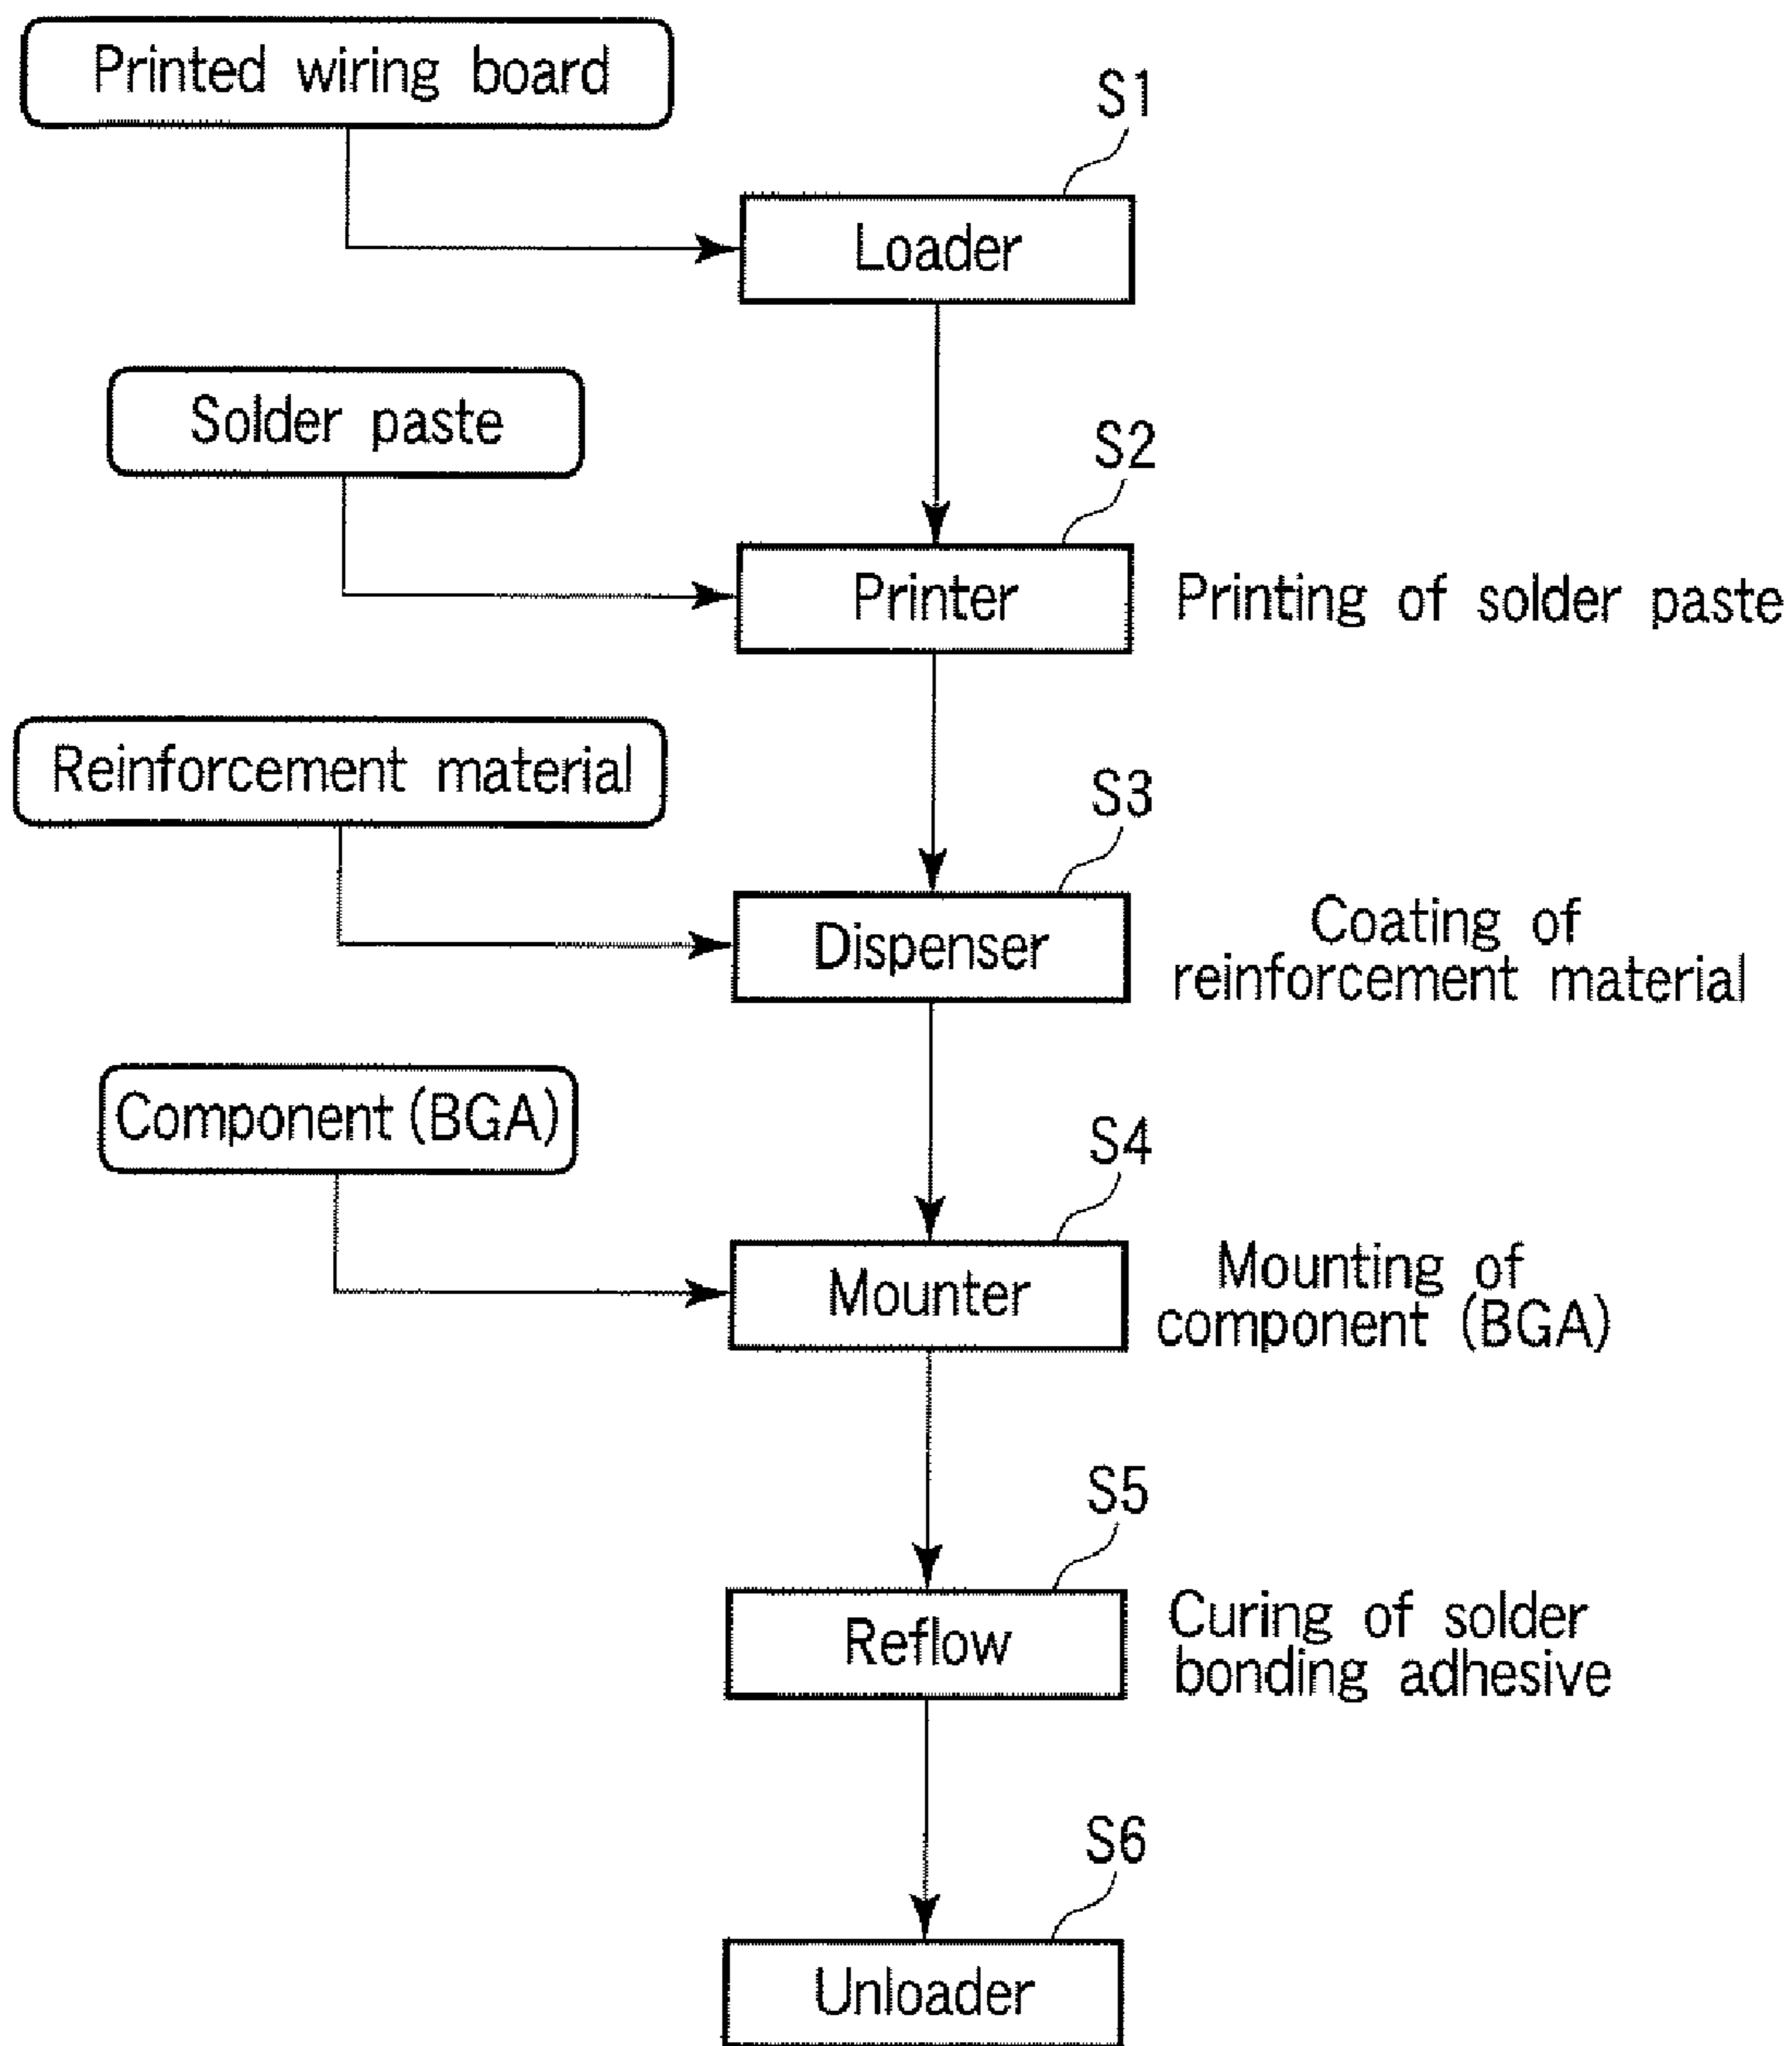 Printed wiring board
S1
Loader
Solder paste
S2
Printer
Printing of solder paste
Reinforcement material
S3
Dispenser
Coating of
reinforcement material
Component (BGA)
S4
Mounter
Mounting of
component (BGA)
S5
Reflow
Curing of solder
bonding adhesive
S6
Unloader